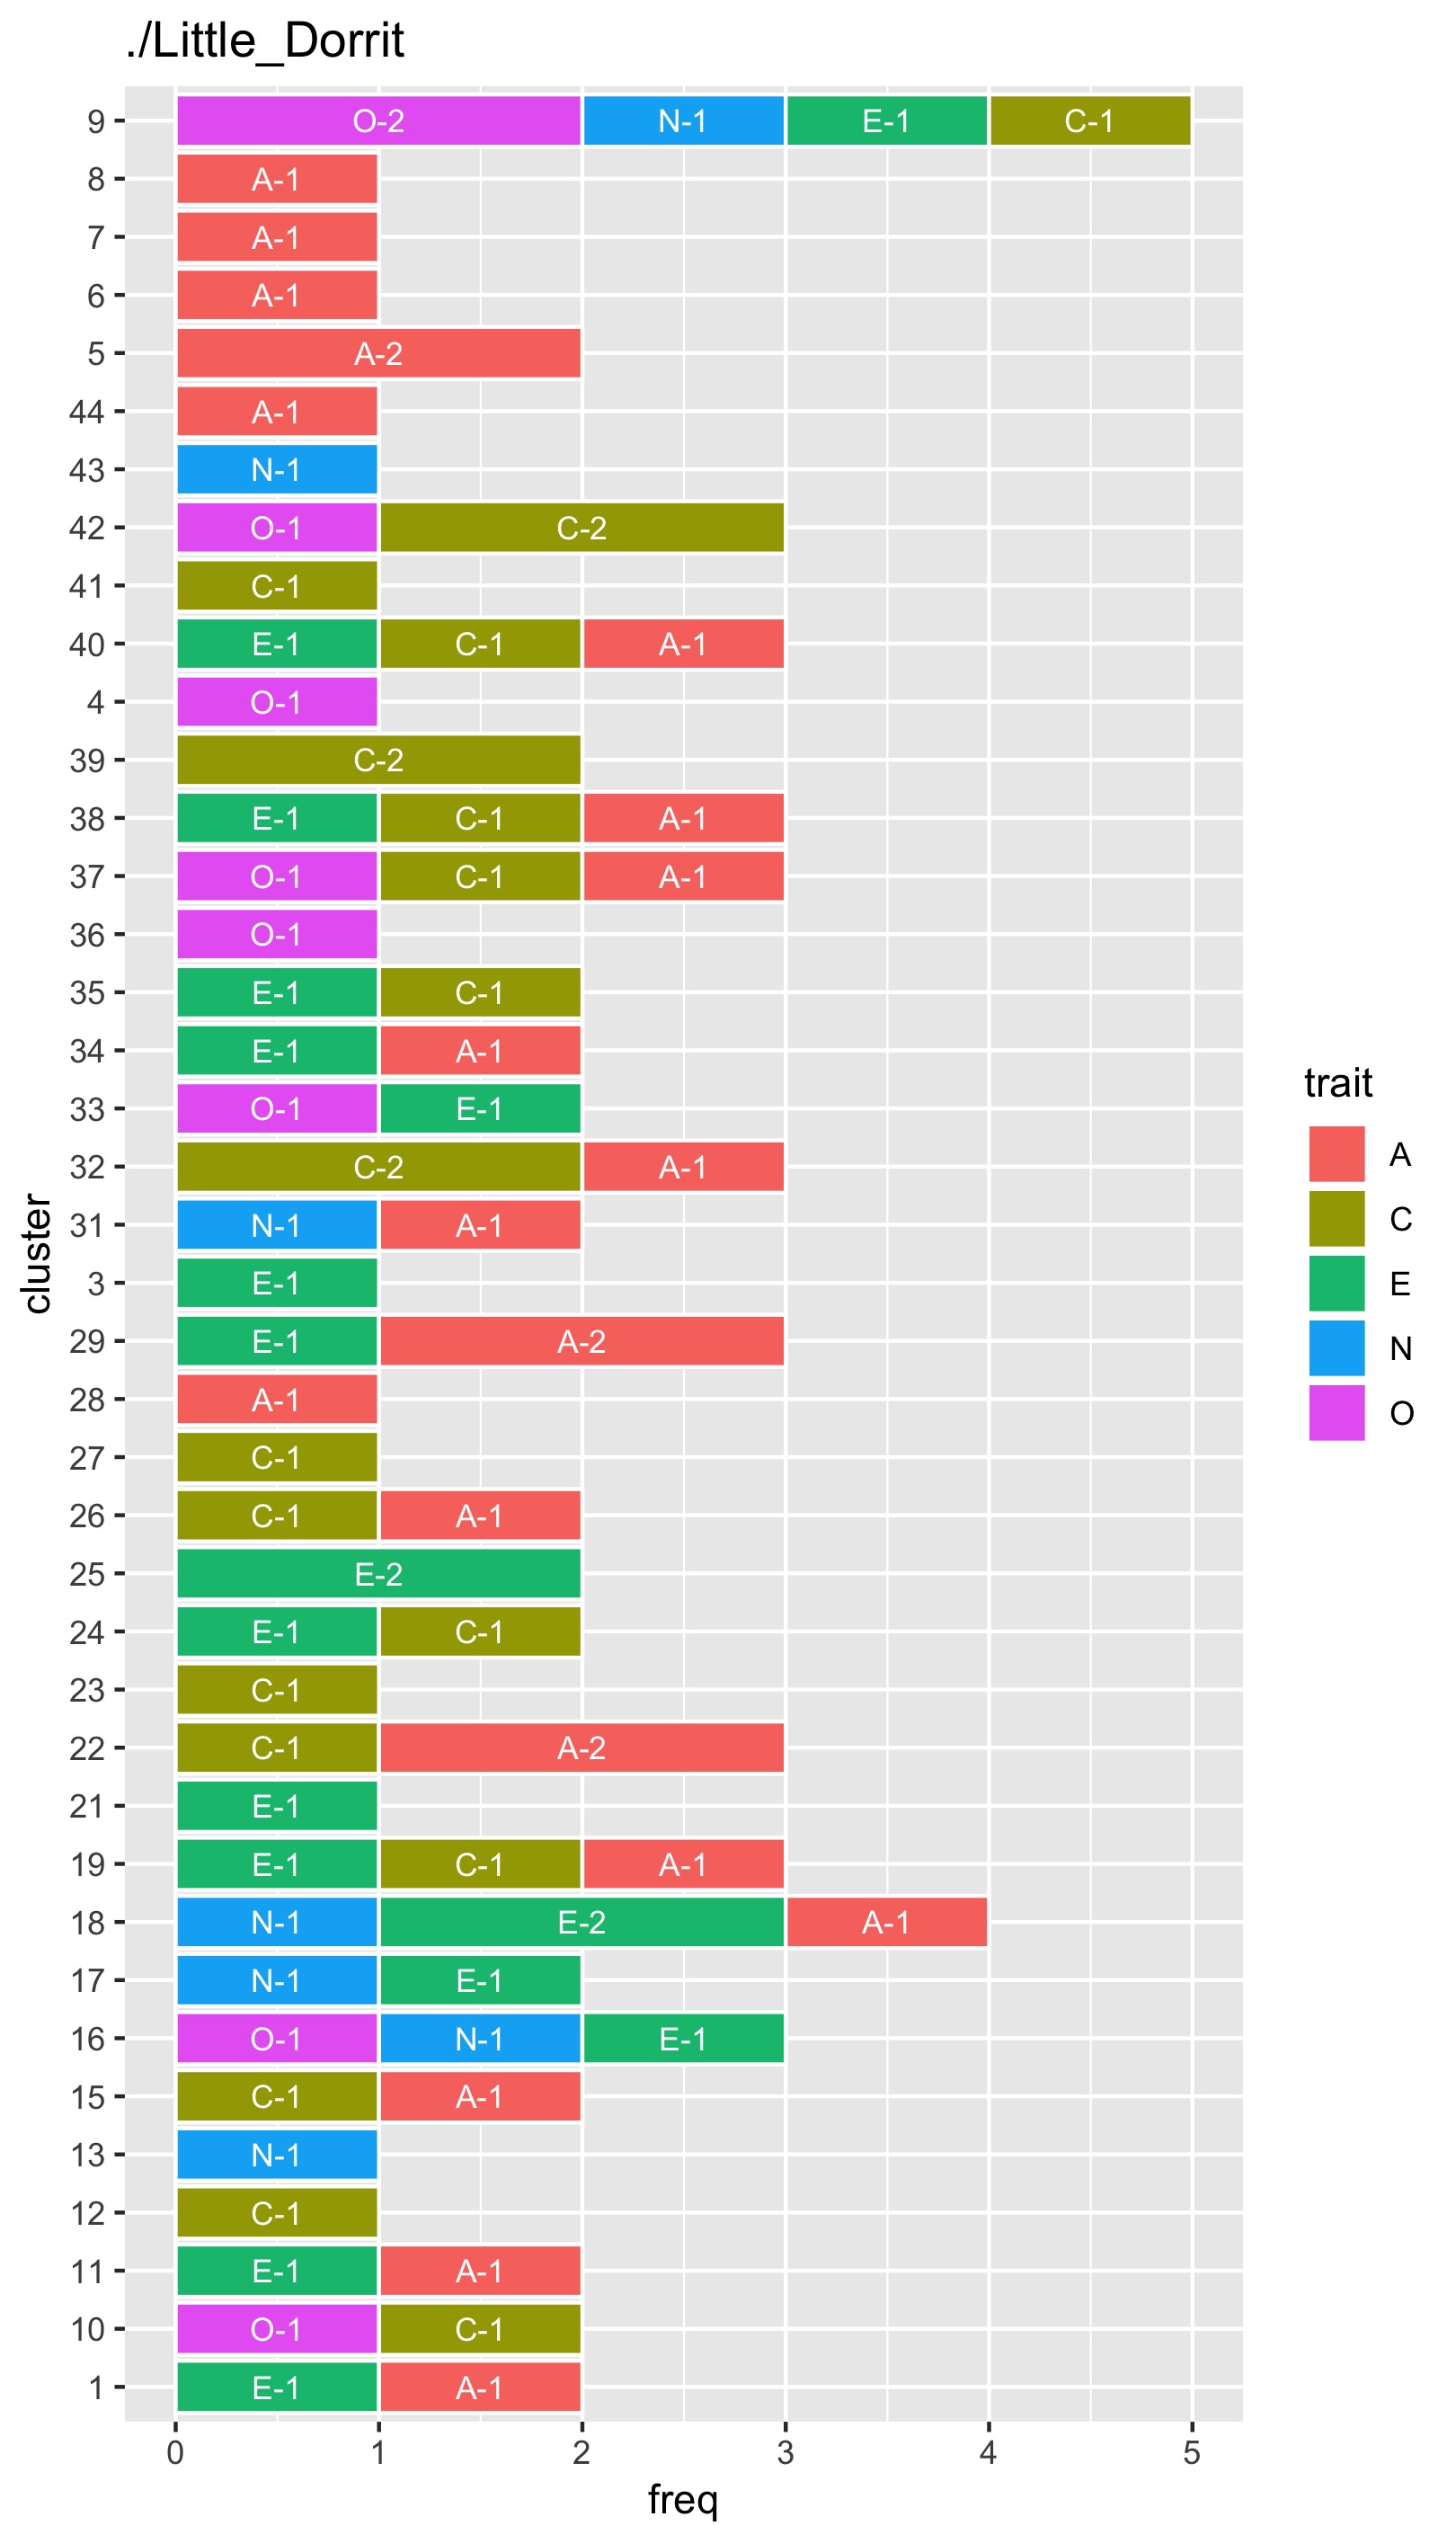 ./Little_Dorrit
9 O-2 N-1 E-1 C-1
8 A-1
7 A-1
6 A-1
5 A-2
44 A-1
43 N-1
42 O-1 C-2
41 C-1
40 E-1 C-1 A-1
4 O-1
39 C-2
38 E-1 C-1 A-1
37 O-1 C-1 A-1
36 O-1
35 E-1 C-1
34 E-1 A-1
33 O-1 E-1
32 C-2 A-1
31 N-1 A-1
3 E-1
29 E-1 A-2
28 A-1
27 C-1
26 C-1 A-1
25 E-2
24 E-1 C-1
23 C-1
22 C-1 A-2
21 E-1
19 E-1 C-1 A-1
18 N-1 E-2 A-1
17 N-1 E-1
16 O-1 N-1 E-1
15 C-1 A-1
13 N-1
12 C-1
11 E-1 A-1
10 O-1 C-1
1 E-1 A-1
0 1 2 3 4 5
freq
cluster
trait
A
C
E
N
O